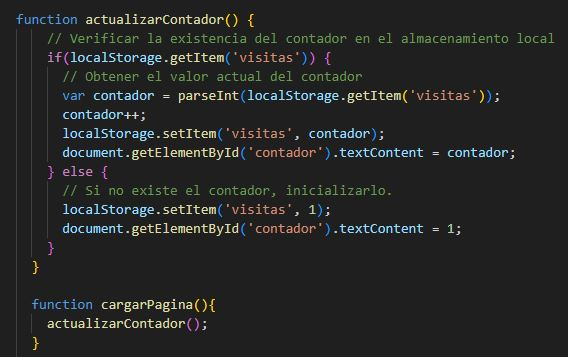 function actualizarContador() {
// Verificar la existencia del contador en el almacenamiento local
if(localStorage.getItem('visitas')) {
// Obtener el valor actual del contador
var contador = parseInt(localStorage.getItem('visitas'));
contador++;
localStorage.setItem('visitas', contador);
document.getElementById('contador').textContent = contador;
} else {
// Si no existe el contador, inicializarlo.
localStorage.setItem('visitas', 1);
document.getElementById('contador').textContent = 1;
}
}
function cargarPagina(){
actualizarContador();
}